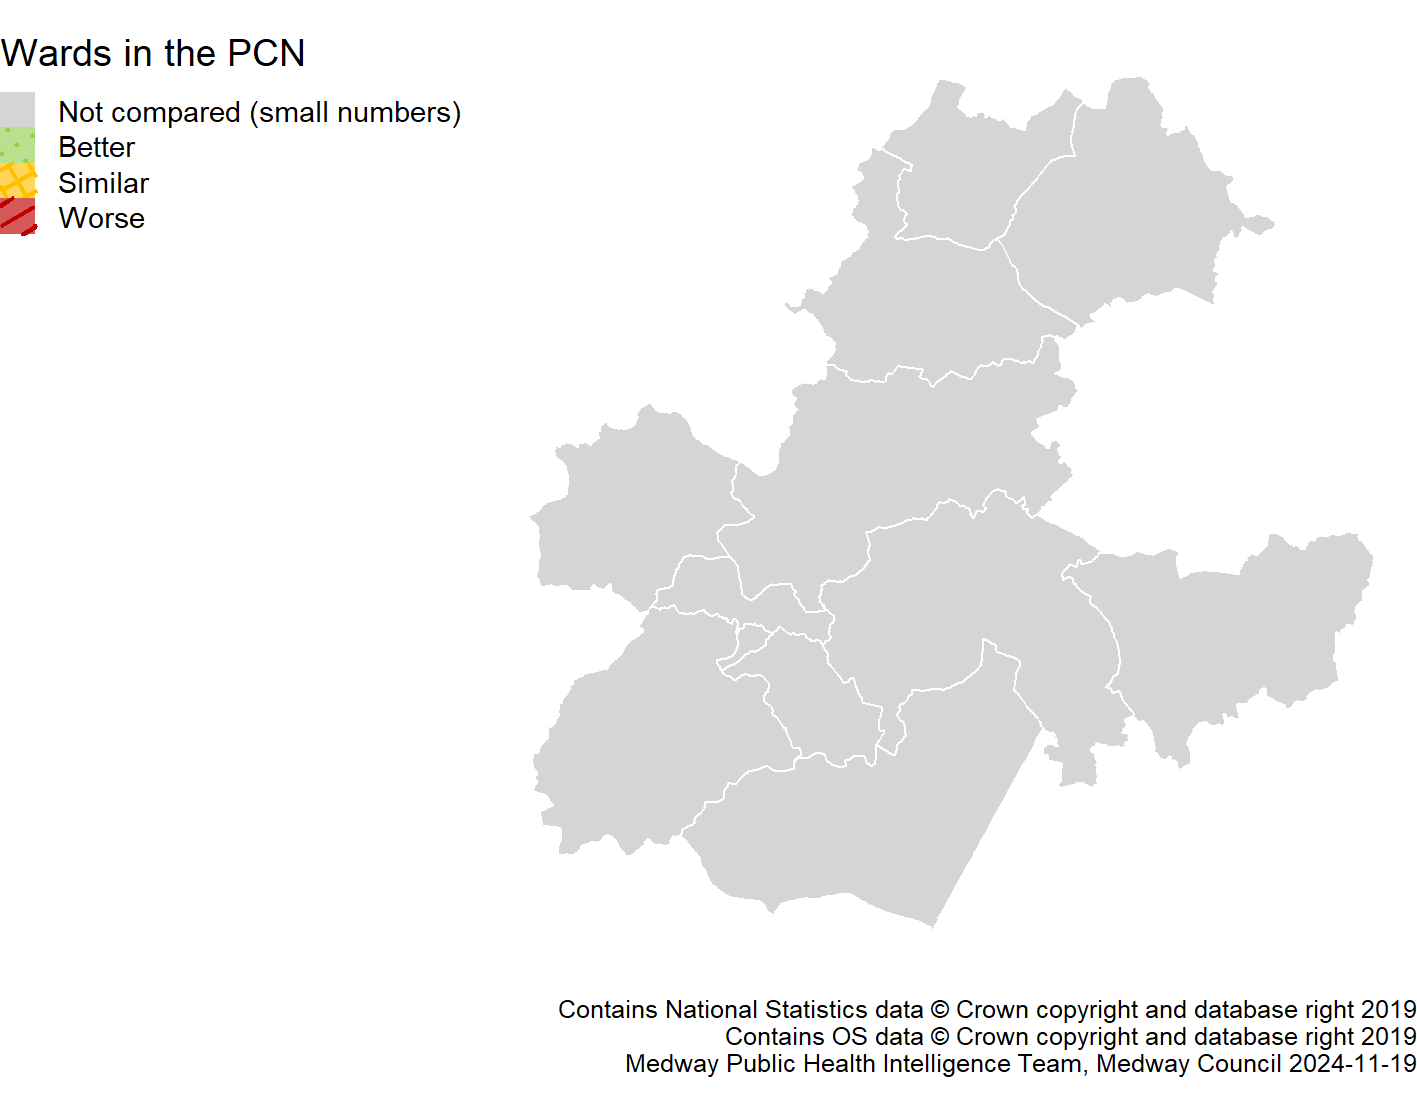 Wards in the PCN
Not compared (small numbers)
Better
Similar
Worse
Contains National Statistics data © Crown copyright and database right 2019
Contains OS data © Crown copyright and database right 2019
Medway Public Health Intelligence Team, Medway Council 2024-11-19